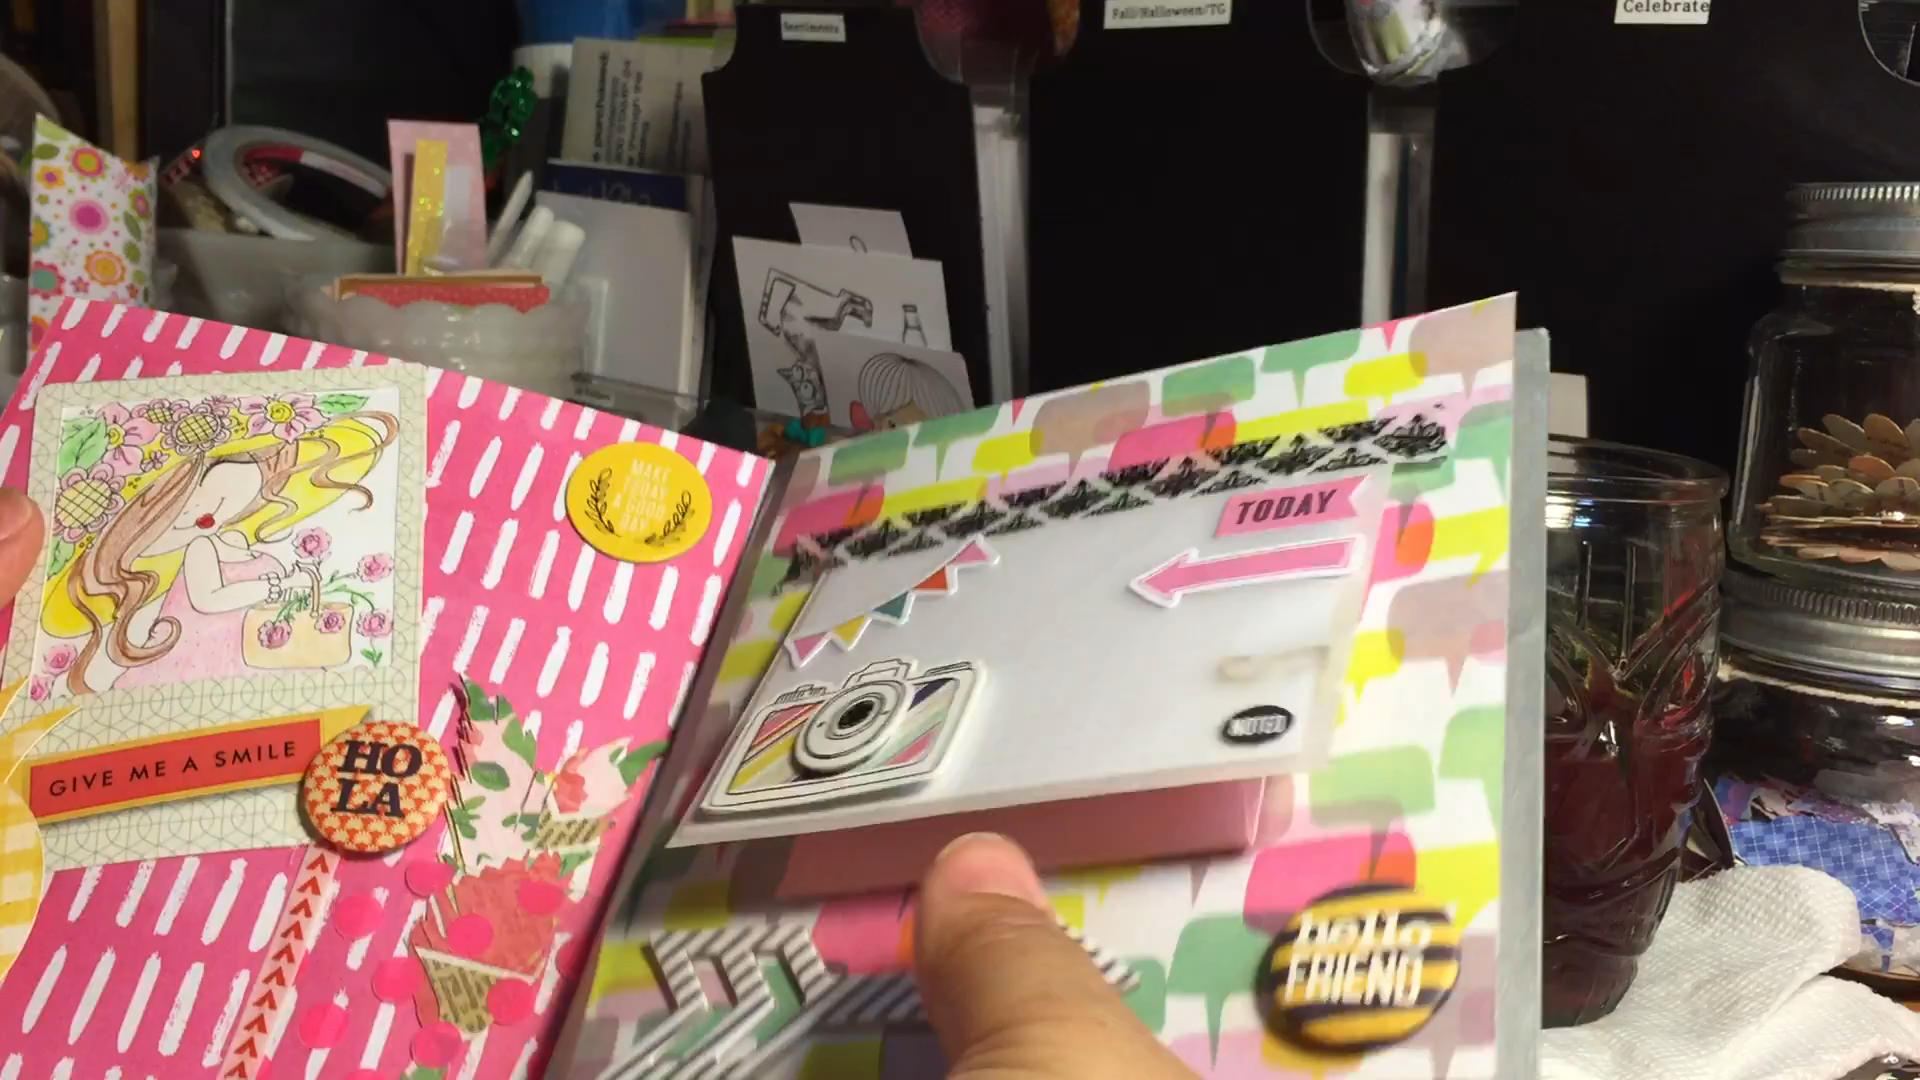 Sentiments
Fall/Halloween/TG
Celebrate
MAKE
TODAY
A GOOD
DAY
GIVE ME A SMILE
HO
LA
TODAY
NOTED
hello
FRIEND